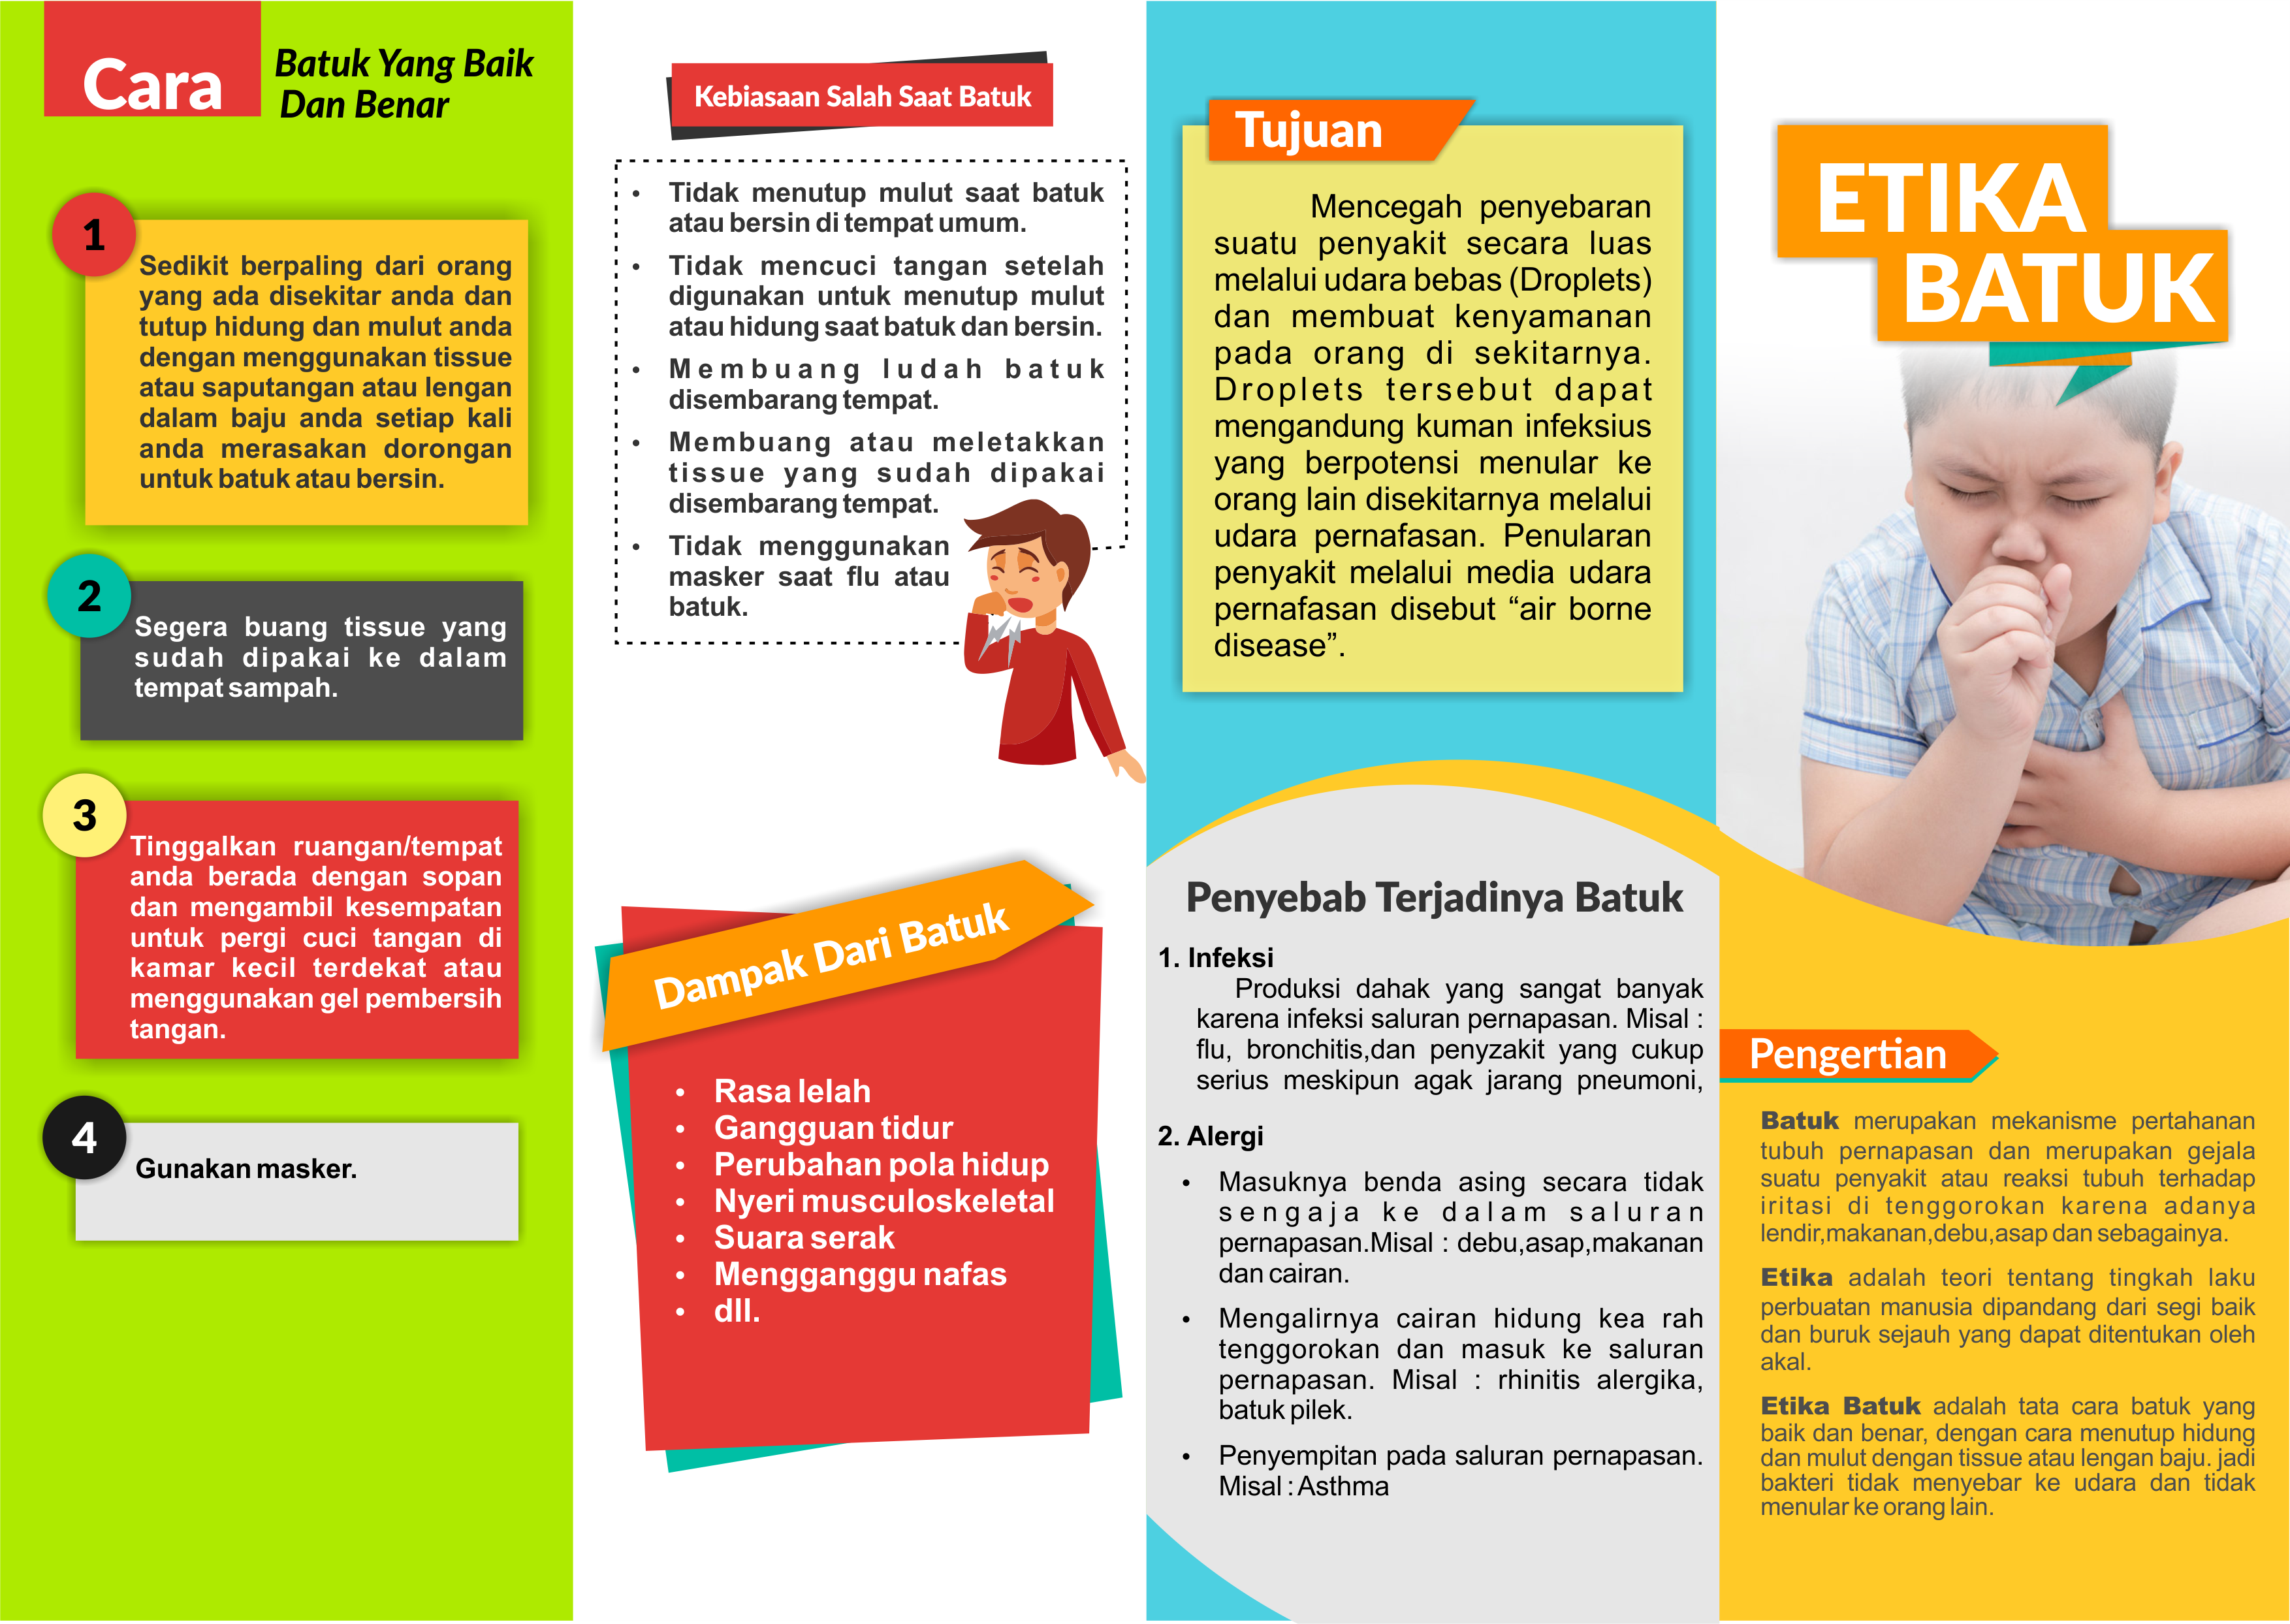 Cara
Batuk Yang Baik
Dan Benar
1
Sedikit berpaling dari orang
yang ada disekitar anda dan
tutup hidung dan mulut anda
dengan menggunakan tissue
atau saputangan atau lengan
dalam baju anda setiap kali
anda merasakan dorongan
untuk batuk atau bersin.
2
Segera buang tissue yang
sudah dipakai ke dalam
tempat sampah.
3
Tinggalkan ruangan/tempat
anda berada dengan sopan
dan mengambil kesempatan
untuk pergi cuci tangan di
kamar kecil terdekat atau
menggunakan gel pembersih
tangan.
4
Gunakan masker.
Kebiasaan Salah Saat Batuk
• Tidak menutup mulut saat batuk
atau bersin di tempat umum.
• Tidak mencuci tangan setelah
digunakan untuk menutup mulut
atau hidung saat batuk dan bersin.
• Membuang ludah batuk
disembarang tempat.
• Membuang atau meletakkan
tissue yang sudah dipakai
disembarang tempat.
• Tidak menggunakan
masker saat flu atau
batuk.
Dampak Dari Batuk
• Rasa lelah
• Gangguan tidur
• Perubahan pola hidup
• Nyeri musculoskeletal
• Suara serak
• Mengganggu nafas
• dll.
Tujuan
Mencegah penyebaran
suatu penyakit secara luas
melalui udara bebas (Droplets)
dan membuat kenyamanan
pada orang di sekitarnya.
Droplets tersebut dapat
mengandung kuman infeksius
yang berpotensi menular ke
orang lain disekitarnya melalui
udara pernafasan. Penularan
penyakit melalui media udara
pernafasan disebut “air borne
disease”.
Penyebab Terjadinya Batuk
1. Infeksi
Produksi dahak yang sangat banyak
karena infeksi saluran pernapasan. Misal :
flu, bronchitis,dan penyzakit yang cukup
serius meskipun agak jarang pneumoni,
2. Alergi
• Masuknya benda asing secara tidak
sengaja ke dalam saluran
pernapasan.Misal : debu,asap,makanan
dan cairan.
• Mengalirnya cairan hidung kea rah
tenggorokan dan masuk ke saluran
pernapasan. Misal : rhinitis alergika,
batuk pilek.
• Penyempitan pada saluran pernapasan.
Misal : Asthma
ETIKA
BATUK
Pengertian
Batuk merupakan mekanisme pertahanan
tubuh pernapasan dan merupakan gejala
suatu penyakit atau reaksi tubuh terhadap
iritasi di tenggorokan karena adanya
lendir,makanan,debu,asap dan sebagainya.
Etika adalah teori tentang tingkah laku
perbuatan manusia dipandang dari segi baik
dan buruk sejauh yang dapat ditentukan oleh
akal.
Etika Batuk adalah tata cara batuk yang
baik dan benar, dengan cara menutup hidung
dan mulut dengan tissue atau lengan baju. jadi
bakteri tidak menyebar ke udara dan tidak
menular ke orang lain.